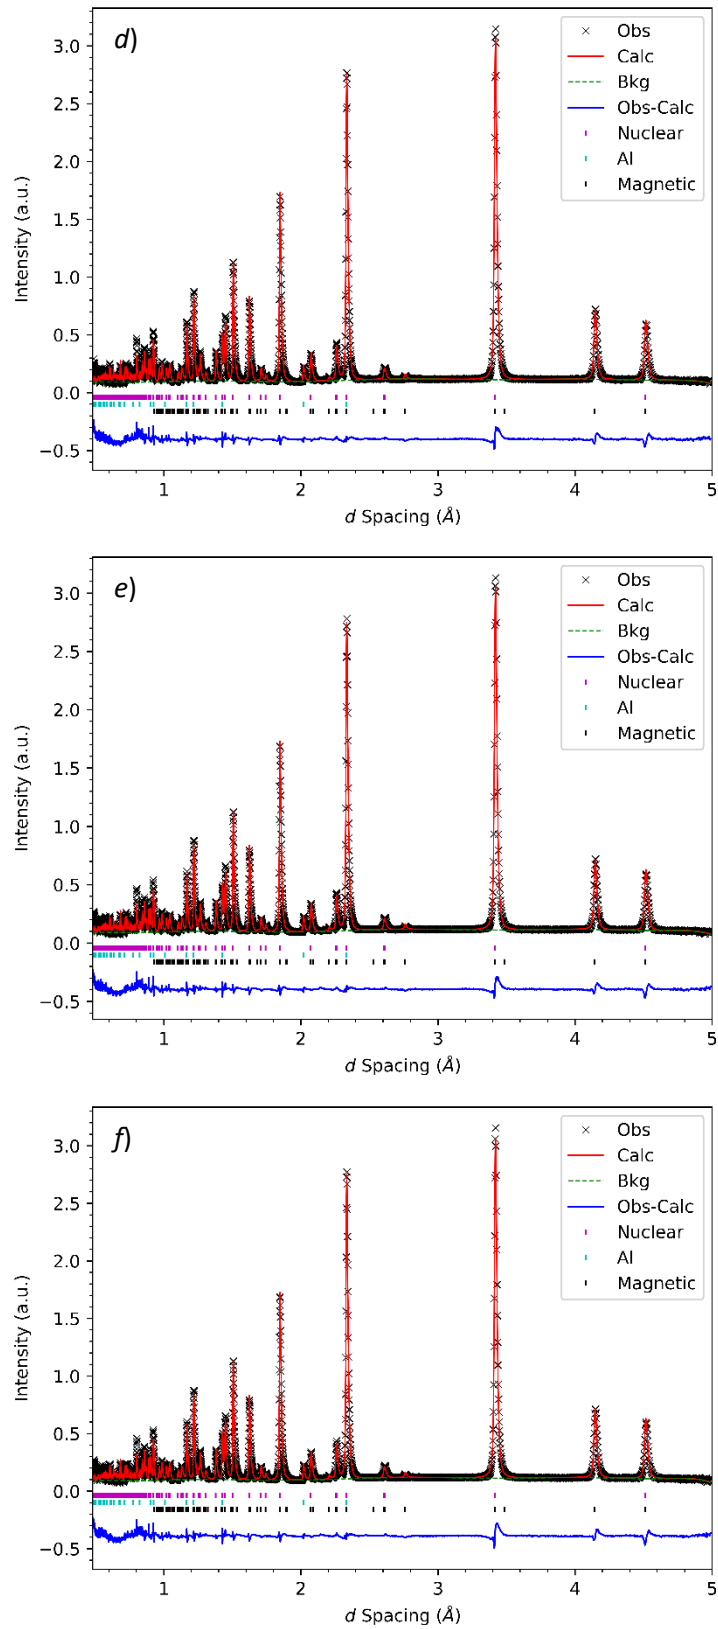 d)
Obs
Calc
Bkg
Obs-Calc
Nuclear
Al
Magnetic
3.0
2.5
2.0
1.5
1.0
0.5
0.0
−0.5
Intensity (a.u.)
1 2 3 4 5
d Spacing (Å)
e)
Obs
Calc
Bkg
Obs-Calc
Nuclear
Al
Magnetic
3.0
2.5
2.0
1.5
1.0
0.5
0.0
−0.5
Intensity (a.u.)
1 2 3 4 5
d Spacing (Å)
f)
Obs
Calc
Bkg
Obs-Calc
Nuclear
Al
Magnetic
3.0
2.5
2.0
1.5
1.0
0.5
0.0
−0.5
Intensity (a.u.)
1 2 3 4 5
d Spacing (Å)